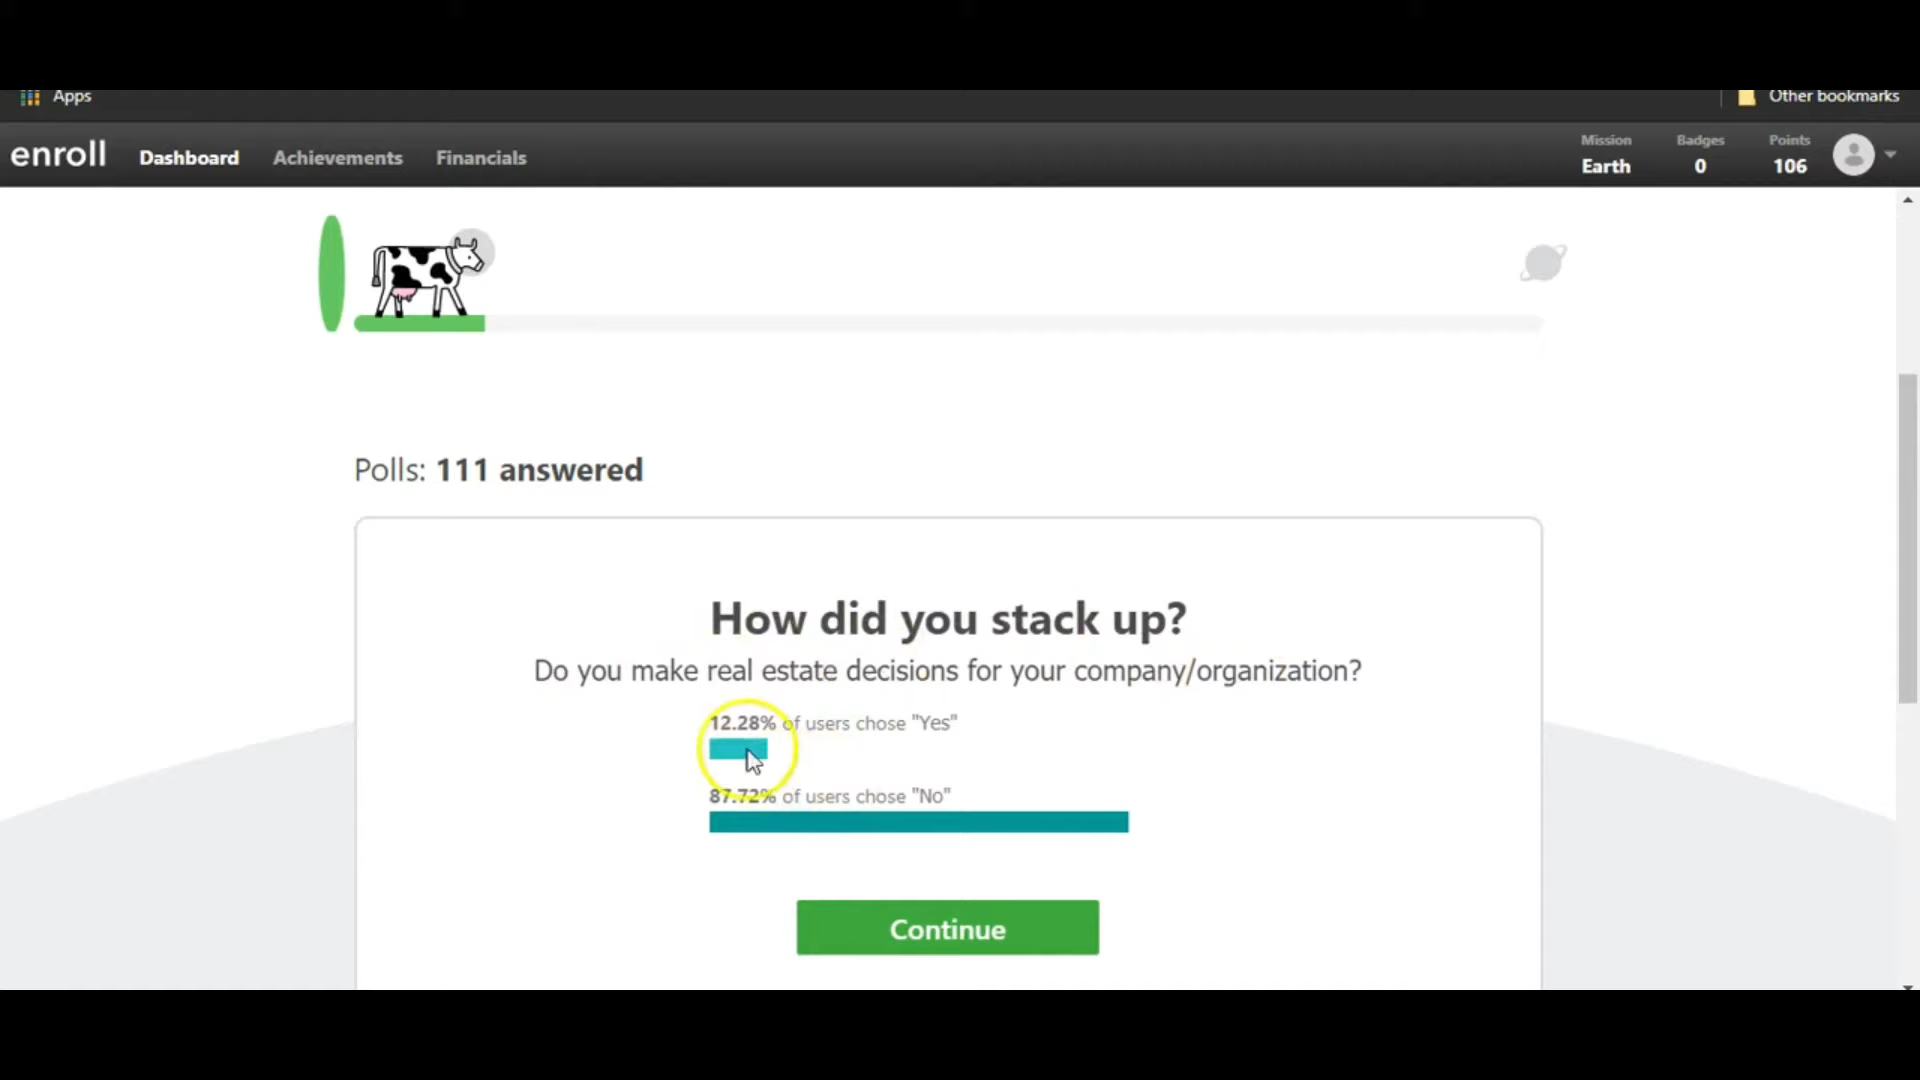 Apps
Other bookmarks
enroll Dashboard Achievements Financials
Mission Badges Points
Earth 0 106
Polls: 111 answered
How did you stack up?
Do you make real estate decisions for your company/organization?
12.28% of users chose "Yes"
87.72% of users chose "No"
Continue